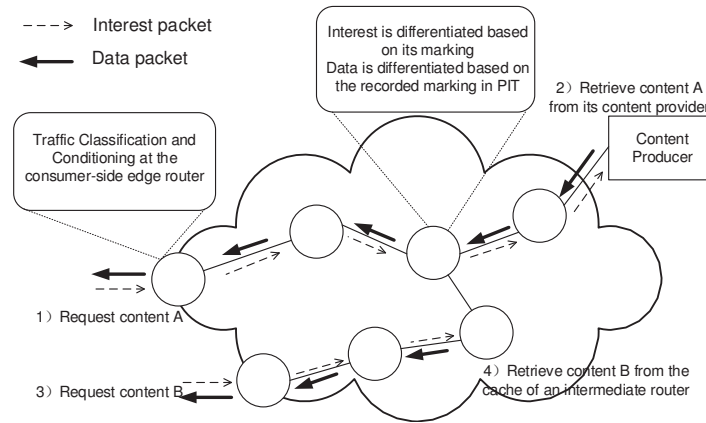 Interest packet
Data packet
Interest is differentiated based
on its marking
Data is differentiated based on
the recorded marking in PIT
2）Retrieve content A
from its content provider
Content
Producer
Traffic Classification and
Conditioning at the
consumer-side edge router
1）Request content A
3）Request content B
4）Retrieve content B from the
cache of an intermediate router